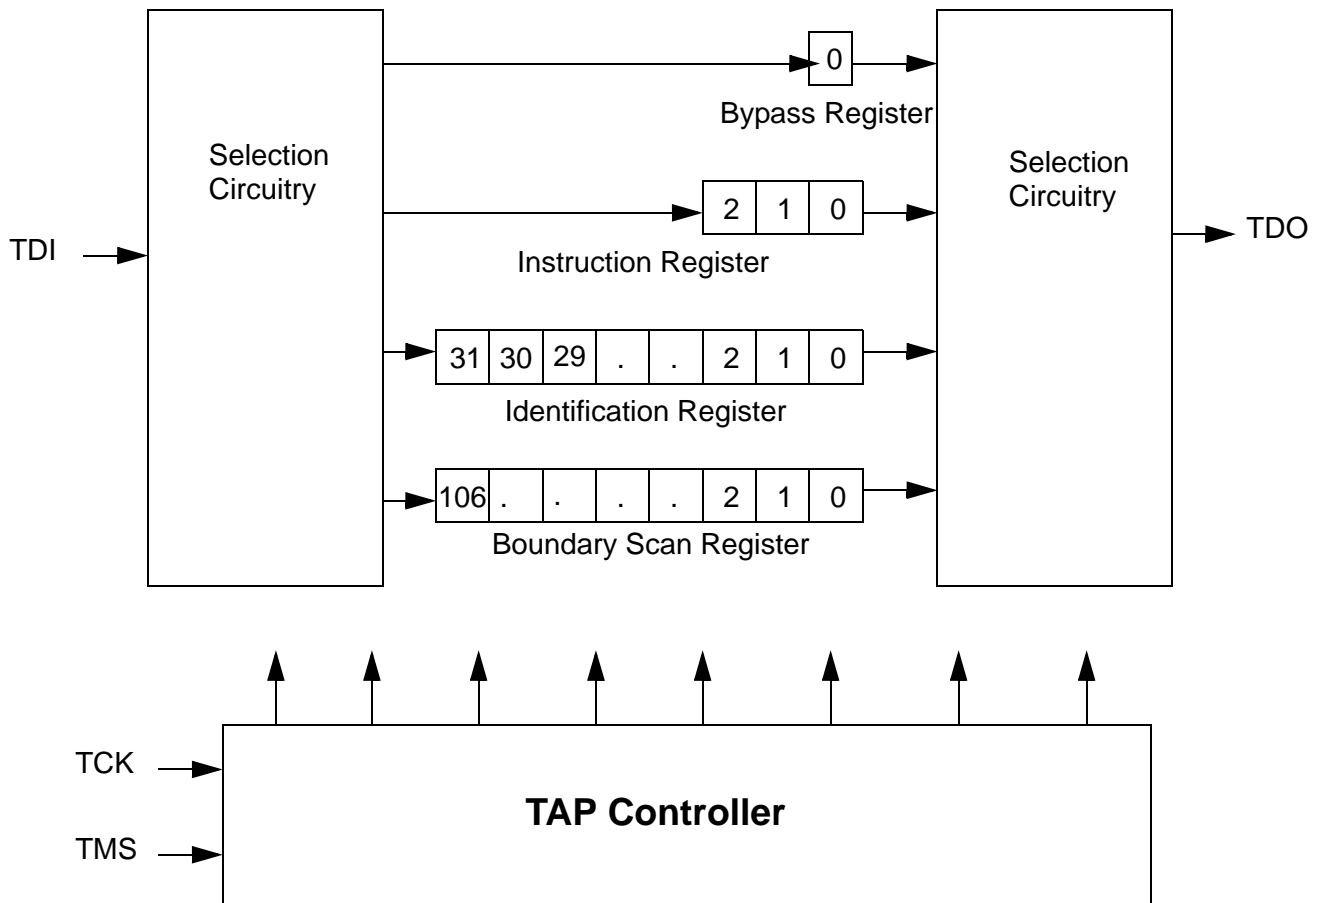 0
Bypass Register
Selection
Circuitry
Selection
Circuitry
2 1 0
TDI
TDO
Instruction Register
31 30 29 . . 2 1 0
Identification Register
106 . . . . 2 1 0
Boundary Scan Register
TCK
TAP Controller
TMS